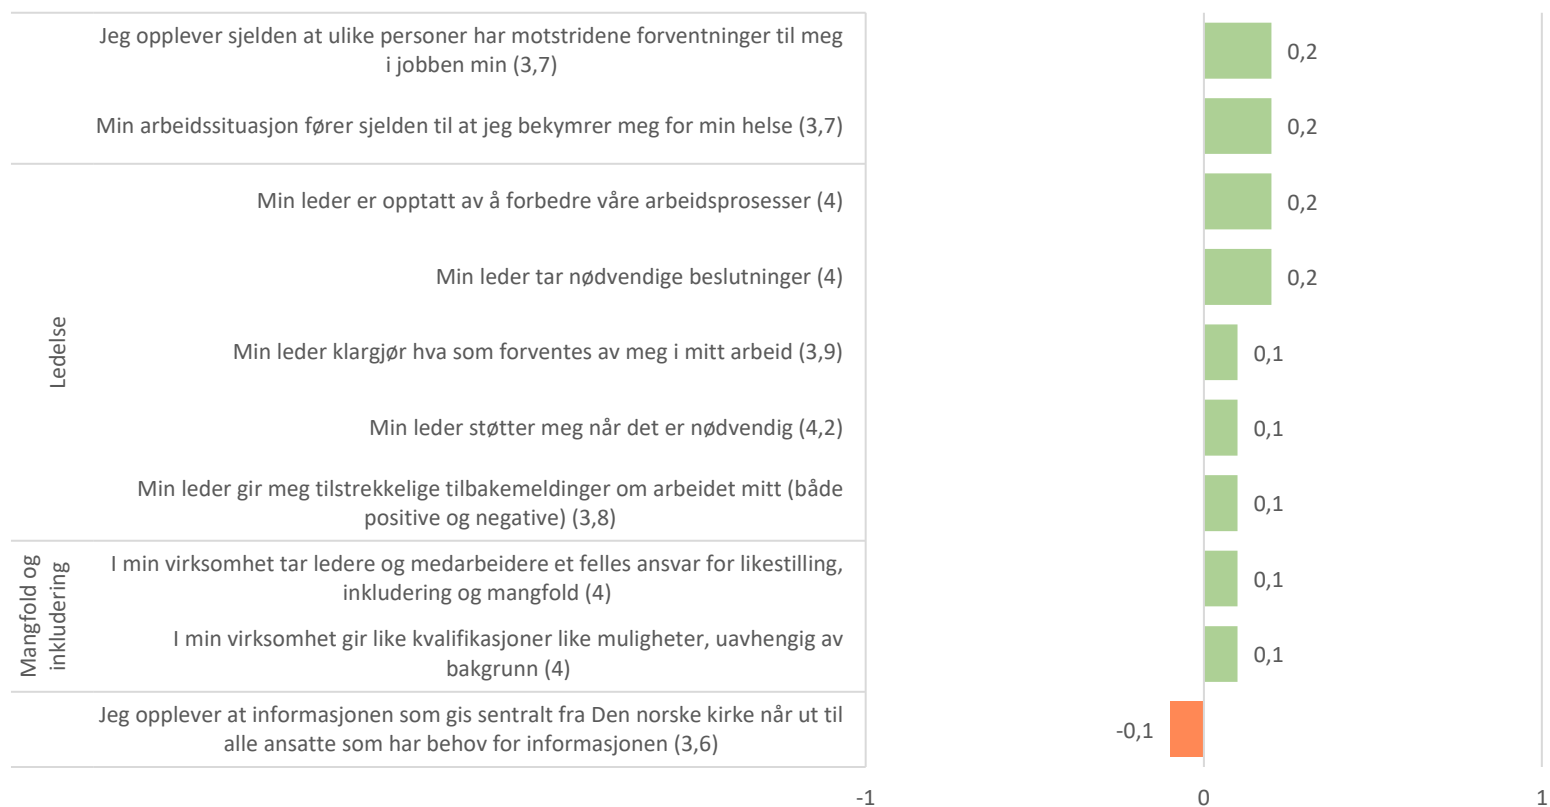 Jeg opplever sjelden at ulike personer har motstridene forventninger til meg
i jobben min (3,7)
0,2
Min arbeidssituasjon fører sjelden til at jeg bekymrer meg for min helse (3,7)
0,2
Ledelse
Min leder er opptatt av å forbedre våre arbeidsprosesser (4)
0,2
Min leder tar nødvendige beslutninger (4)
0,2
Min leder klargjør hva som forventes av meg i mitt arbeid (3,9)
0,1
Min leder støtter meg når det er nødvendig (4,2)
0,1
Min leder gir meg tilstrekkelige tilbakemeldinger om arbeidet mitt (både
positive og negative) (3,8)
0,1
Mangfold og
inkludering
I min virksomhet tar ledere og medarbeidere et felles ansvar for likestilling,
inkludering og mangfold (4)
0,1
I min virksomhet gir like kvalifikasjoner like muligheter, uavhengig av
bakgrunn (4)
0,1
Jeg opplever at informasjonen som gis sentralt fra Den norske kirke når ut til
alle ansatte som har behov for informasjonen (3,6)
-0,1
-1
0
1